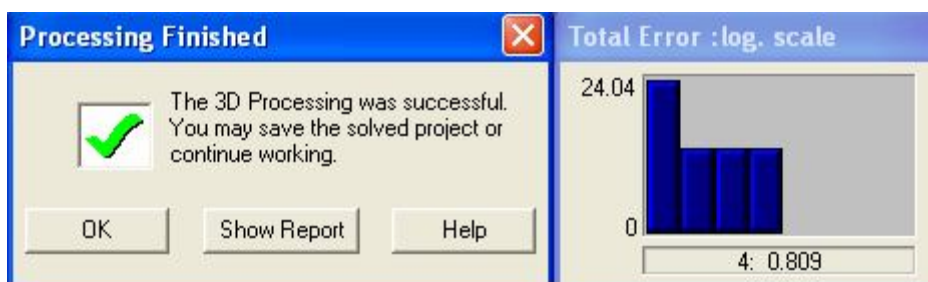 Processing Finished
The 3D Processing was successful.
You may save the solved project or
continue working.
OK
Show Report
Help
Total Error :log. scale
24.04
0
4: 0.809